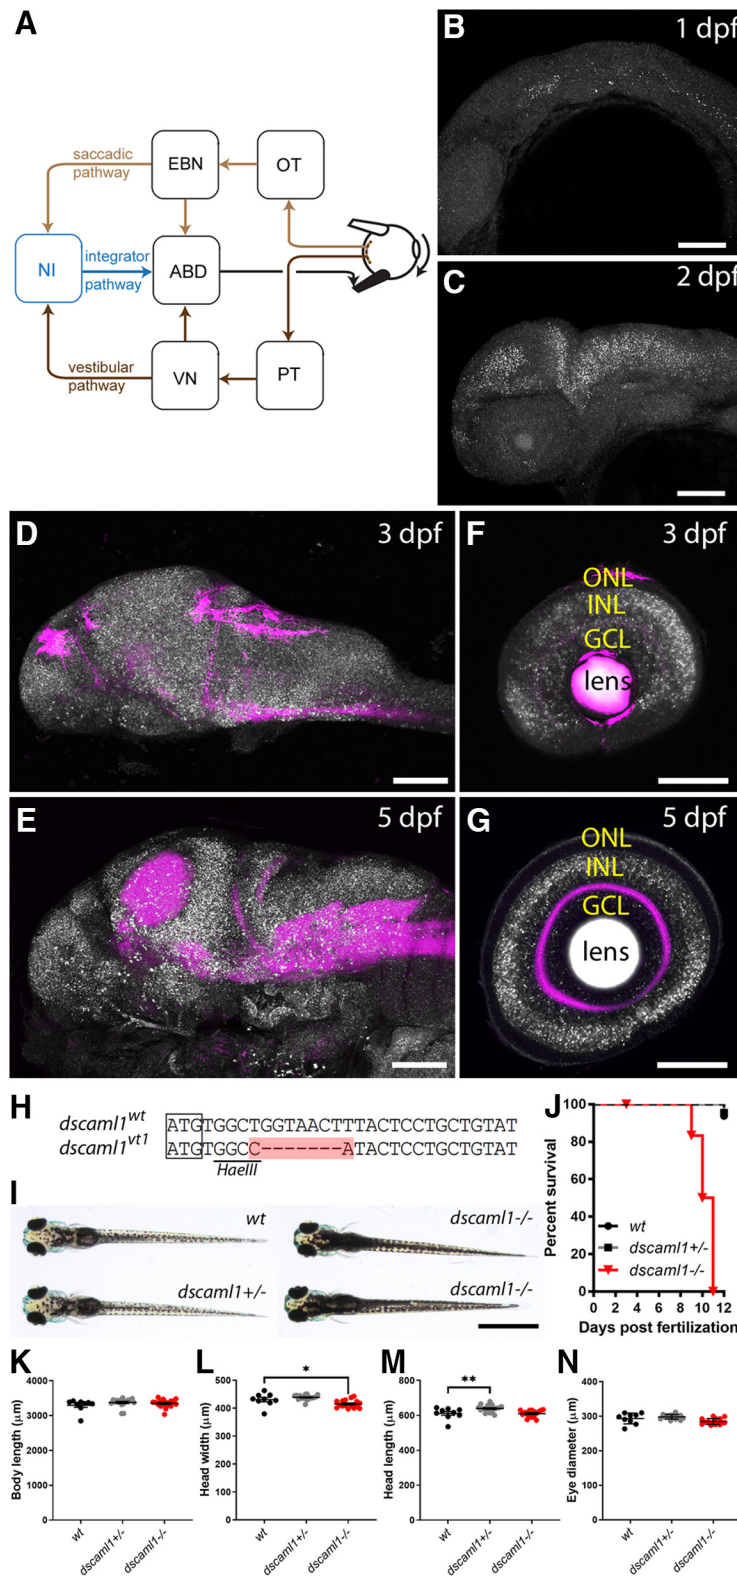 A
saccadic
pathway
EBN
OT
NI
integrator
pathway
ABD
vestibular
pathway
VN
PT
B
1 dpf
C
2 dpf
D
3 dpf
F
3 dpf
ONL
INL
GCL
lens
E
5 dpf
G
5 dpf
ONL
INL
GCL
lens
H
dscaml1wt ATGTGGCTGGTAACTTTACTCCTGCTGTAT
dscaml1vt1 ATGTGGCCC--------ATACTCCTGCTGTAT
HaeIII
I
wt
dscaml1-/-
dscaml1+/-
dscaml1-/-
J
Percent survival
100
80
60
40
20
0
wt
dscaml1+/-
dscaml1-/-
0 2 4 6 8 10 12
Days post fertilization
K
Body length (μm)
4000
3000
2000
1000
0
wt
dscaml1+/-
dscaml1-/-
L
Head width (μm)
500
400
300
200
100
0
*
wt
dscaml1+/-
dscaml1-/-
M
Head length (μm)
800
600
400
200
0
**
wt
dscaml1+/-
dscaml1-/-
N
Eye diameter (μm)
400
300
200
100
0
wt
dscaml1+/-
dscaml1-/-